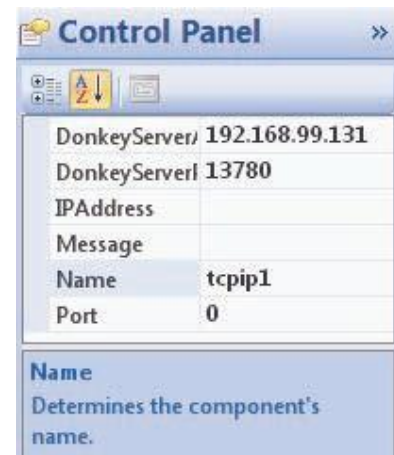 Control Panel »
DonkeyServer/ 192.168.99.131
DonkeyServerl 13780
IPAddress
Message
Name tcpip1
Port 0
Name
Determines the component's
name.